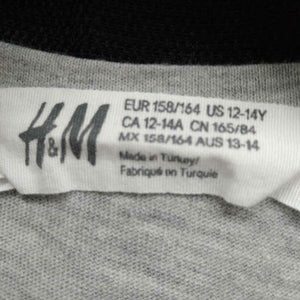 H&M
EUR 158/164 US 12-14Y
CA 12-14A CN 165/84
MX 158/164 AUS 13-14
Made in Turkey/
Fabriqué en Turquie